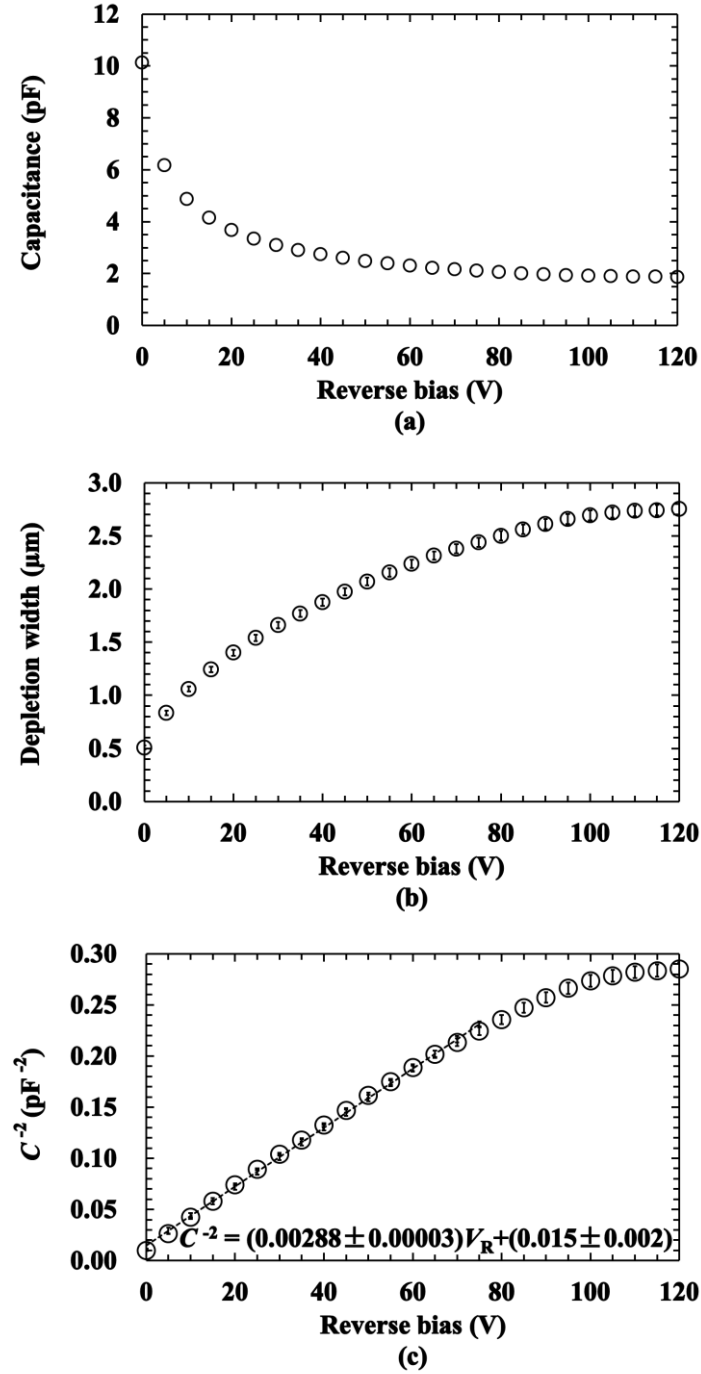 Capacitance (pF)
12
10
8
6
4
2
0
0 20 40 60 80 100 120
Reverse bias (V)
(a)
Depletion width (μm)
3.0
2.5
2.0
1.5
1.0
0.5
0.0
0 20 40 60 80 100 120
Reverse bias (V)
(b)
C⁻² (pF⁻²)
0.30
0.25
0.20
0.15
0.10
0.05
0.00
C⁻² = (0.00288±0.00003)V_R+(0.015±0.002)
0 20 40 60 80 100 120
Reverse bias (V)
(c)